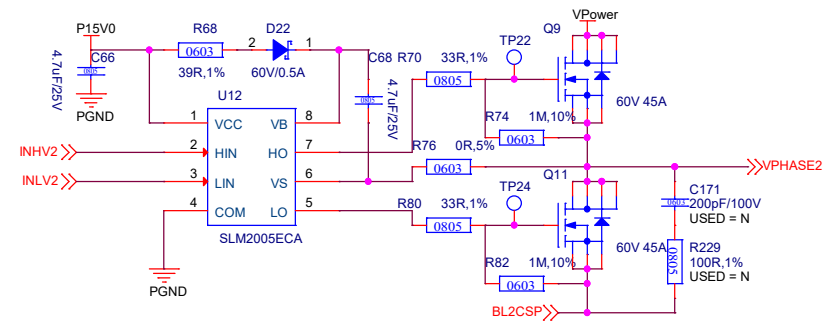 VPower
P15V0
R68
D22
Q9
TP22
0603
2
1
C66
0805
4.7uF/25V
39R,1%
60V/0.5A
C68
0805
4.7uF/25V
R70
33R,1%
0805
PGND
U12
60V 45A
1
VCC
VB
8
R74
1M,10%
0603
INHV2
2
HIN
HO
7
R76
0R,5%
INLV2
3
LIN
VS
6
0603
VPHASE2
4
COM
LO
5
R80
33R,1%
0805
TP24
Q11
C171
0603
200pF/100V
USED = N
SLM2005ECA
60V 45A
R229
0805
100R,1%
USED = N
R82
1M,10%
0603
PGND
BL2CSP